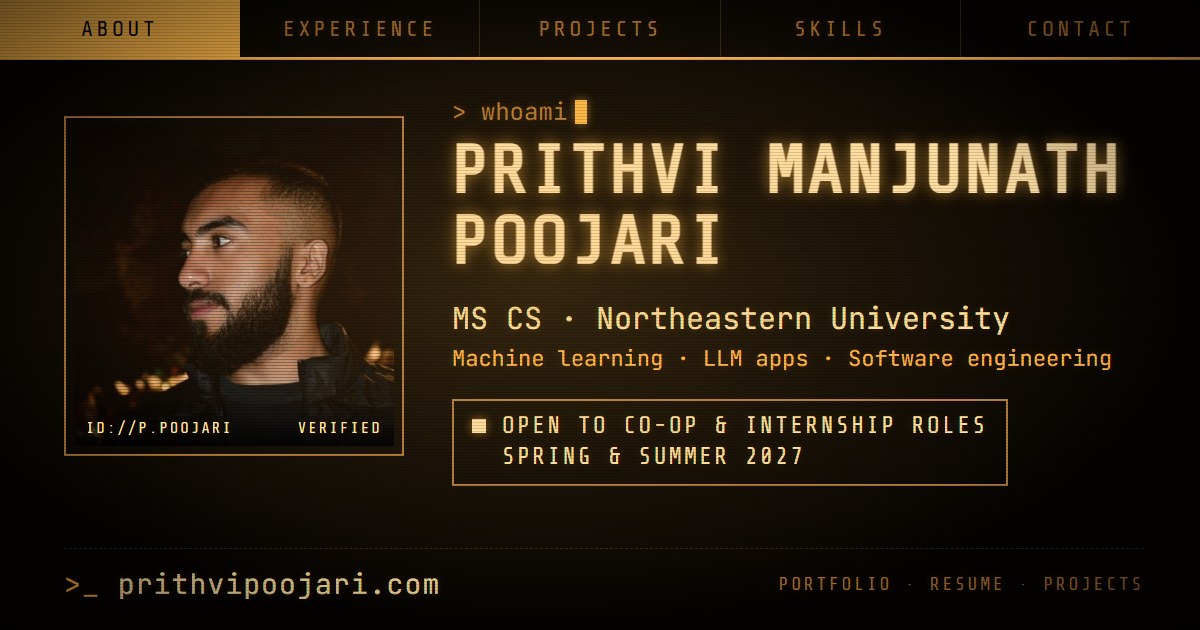 ABOUT EXPERIENCE PROJECTS SKILLS CONTACT
> whoami
PRITHVI MANJUNATH
POOJARI
MS CS · Northeastern University
Machine learning · LLM apps · Software engineering
OPEN TO CO-OP & INTERNSHIP ROLES
SPRING & SUMMER 2027
ID://P.POOJARI VERIFIED
>_ prithvipoojari.com
PORTFOLIO · RESUME · PROJECTS